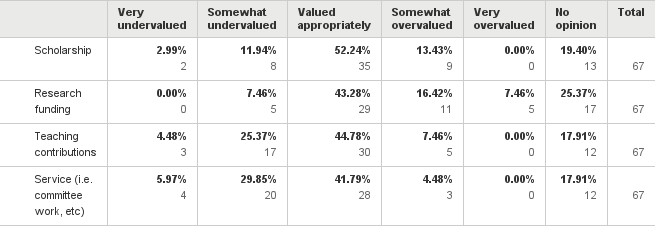 Very undervalued Somewhat undervalued Valued appropriately Somewhat overvalued Very overvalued No opinion Total
Scholarship 2.99% 11.94% 52.24% 13.43% 0.00% 19.40%
2 8 35 9 0 13 67
Research 0.00% 7.46% 43.28% 16.42% 7.46% 25.37%
funding 0 5 29 11 5 17 67
Teaching 4.48% 25.37% 44.78% 7.46% 0.00% 17.91%
contributions 3 17 30 5 0 12 67
Service (i.e. 5.97% 29.85% 41.79% 4.48% 0.00% 17.91%
committee 4 20 28 3 0 12 67
work, etc)